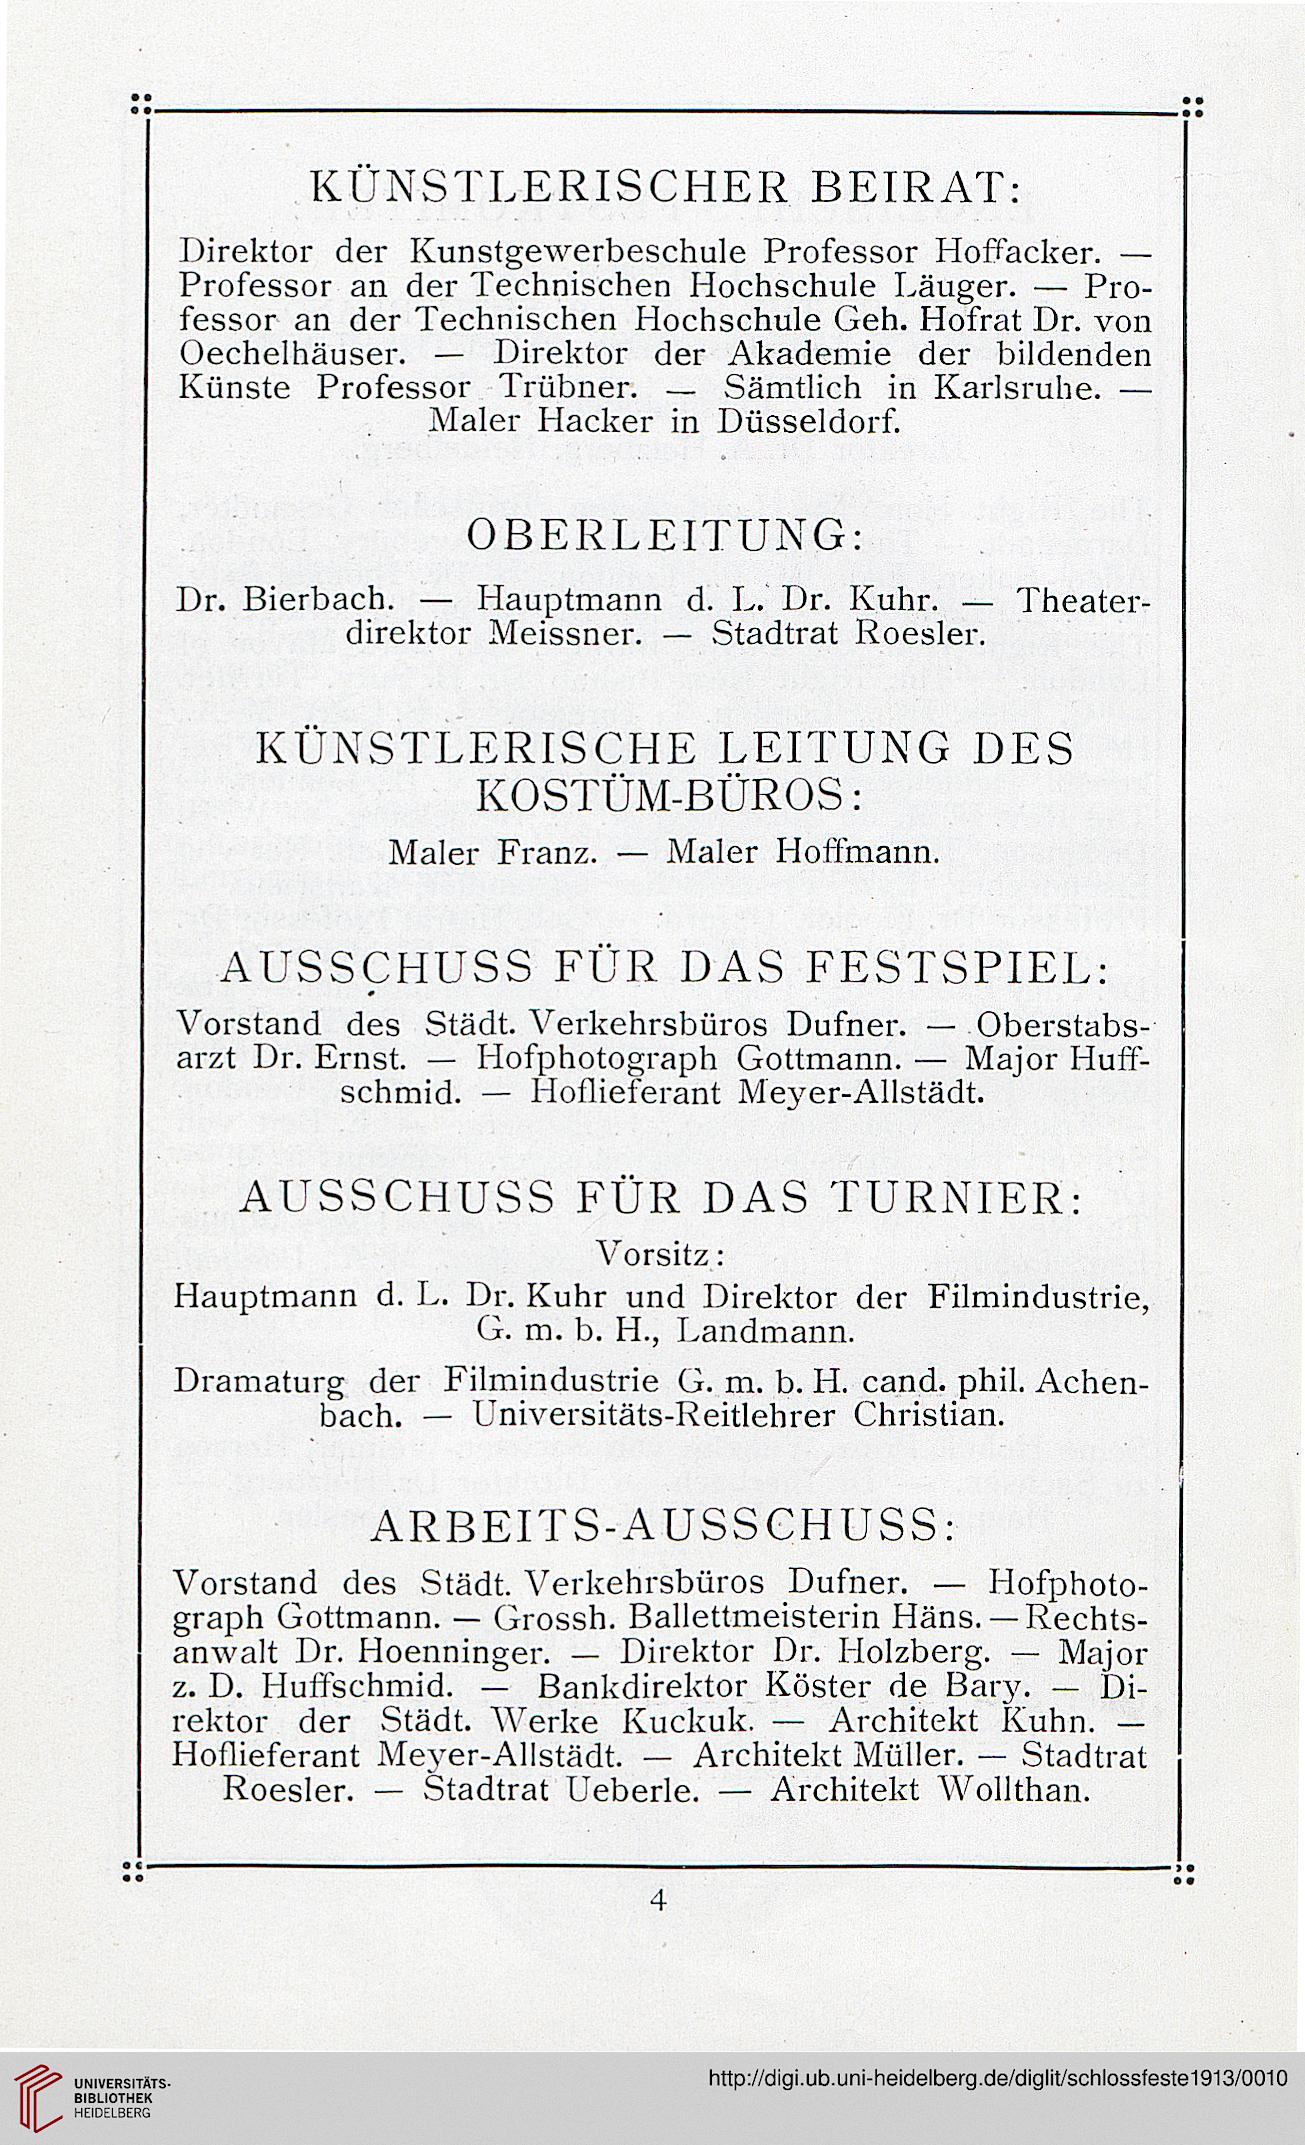 KÜNSTLERISCHER BEIRAT:
Direktor der Kunstgewerbeschule Professor Hoffacker. —
Professor an der Technischen Hochschule Läuger. — Pro-
fessor an der Technischen Hochschule Geh. Hofrat Dr. von
Oechelhäuser. — Direktor der Akademie der bildenden
Künste Professor Trübner. — Sämtlich in Karlsruhe. —
Maler Hacker in Düsseldorf.
OBERLEITUNG:
Dr. Bierbach. — Hauptmann d. L. Dr. Kuhr. — Theater-
direktor Meissner. — Stadtrat Roesler.
KÜNSTLERISCHE LEITUNG DES
KOSTÜM-BÜROS:
Maler Franz. — Maler Hoffmann.
AUSSCHUSS FÜR DAS FESTSPIEL:
Vorstand des Städt. Verkehrsbüros Dufner. — Oberstabs-
arzt Dr. Ernst. — Hofphotograph Gottmann. — Major Huff-
schmid. — Hoflieferant Meyer-Allstädt.
AUSSCHUSS FÜR DAS TURNIER:
Vorsitz:
Hauptmann d. L. Dr. Kuhr und Direktor der Filmindustrie,
G. m. b. H., Landmann.
Dramaturg der Filmindustrie G. m. b. H. cand. phil. Achen-
bach. — Universitäts-Reitlehrer Christian.
ARBEITS-AUSSCHUSS:
Vorstand des Städt. Verkehrsbüros Dufner. — Hofphoto-
graph Gottmann. — Grossh. Ballettmeisterin Häns. — Rechts-
anwalt Dr. Hoenninger. — Direktor Dr. Holzberg. — Major
z. D. Huffschmid. — Bankdirektor Köster de Bary. — Di-
rektor der Städt. Werke Kuckuk. — Architekt Kuhn. —
Hoflieferant Meyer-Allstädt. — Architekt Müller. — Stadtrat
Roesler. — Stadtrat Ueberle. — Architekt Wollthan.
4
UNIVERSITÄTS-
BIBLIOTHEK
HEIDELBERG
http://digi.ub.uni-heidelberg.de/diglit/schlossfeste1913/0010